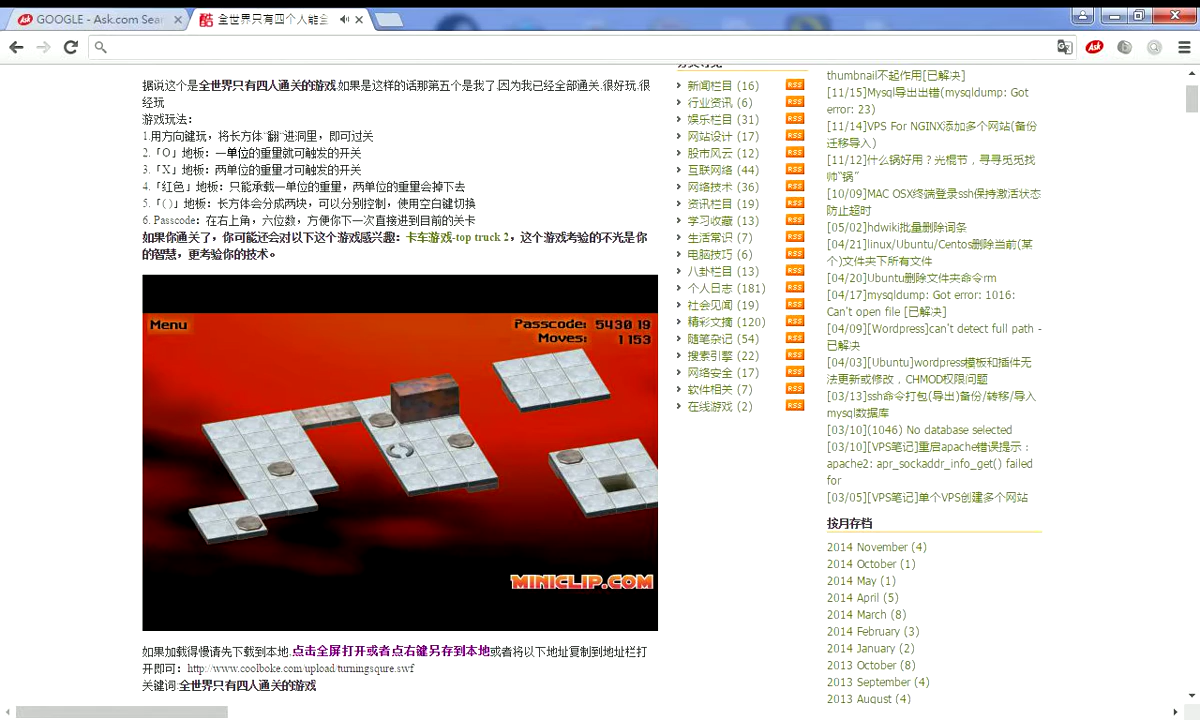 GOOGLE - Ask.com Sear
全世界只有四个人能全
据说这个是全世界只有四人通关的游戏.如果是这样的话那第五个是我了.因为我已经全部通关.很好玩.很
经玩
游戏玩法：
1.用方向键玩，将长方体"翻"进洞里，即可过关
2.「O」地板：一单位的重量就可触发的开关
3.「X」地板：两单位的重量才可触发的开关
4.「红色」地板：只能承载一单位的重量，两单位的重量会掉下去
5.「( )」地板：长方体会分成两块，可以分别控制，使用空白键切换
6. Passcode：在右上角，六位数，方便你下一次直接进到目前的关卡
如果你通关了，你可能还会对以下这个游戏感兴趣：卡车游戏-top truck 2，这个游戏考验的不光是你
的智慧，更考验你的技术。
Menu
Passcode: 543019
Moves: 1153
MINICLIP.COM
如果加载得慢请先下载到本地.点击全屏打开或者点右键另存到本地或者将以下地址复制到地址栏打
开即可：http://www.coolboke.com/upload/turningsqure.swf
关键词:全世界只有四人通关的游戏
新闻栏目 (16) RSS
行业资讯 (6) RSS
娱乐栏目 (31) RSS
网站设计 (17) RSS
股市风云 (12) RSS
互联网络 (44) RSS
网络技术 (36) RSS
资讯栏目 (19) RSS
学习收藏 (13) RSS
生活常识 (7) RSS
电脑技巧 (6) RSS
八卦栏目 (13) RSS
个人日志 (181) RSS
社会见闻 (19) RSS
精彩文摘 (120) RSS
随笔杂记 (54) RSS
搜索引擎 (22) RSS
网络安全 (17) RSS
软件相关 (7) RSS
在线游戏 (2) RSS
thumbnail不起作用[已解决]
[11/15]Mysql导出出错(mysqldump: Got
error: 23)
[11/14]VPS For NGINX添加多个网站(备份
迁移导入)
[11/12]什么锅好用？光棍节，寻寻觅觅找
帅"锅"
[10/09]MAC OSX终端登录ssh保持激活状态
防止超时
[05/02]hdwiki批量删除词条
[04/21]linux/Ubuntu/Centos删除当前(某
个)文件夹下所有文件
[04/20]Ubuntu删除文件夹命令rm
[04/17]mysqldump: Got error: 1016:
Can't open file [已解决]
[04/09][Wordpress]can't detect full path -
已解决
[04/03][Ubuntu]wordpress模板和插件无
法更新或修改，CHMOD权限问题
[03/13]ssh命令打包(导出)备份/转移/导入
mysql数据库
[03/10](1046) No database selected
[03/10][VPS笔记]重启apache错误提示：
apache2: apr_sockaddr_info_get() failed
for
[03/05][VPS笔记]单个VPS创建多个网站
按月存档
2014 November (4)
2014 October (1)
2014 May (1)
2014 April (5)
2014 March (8)
2014 February (3)
2014 January (2)
2013 October (8)
2013 September (4)
2013 August (4)